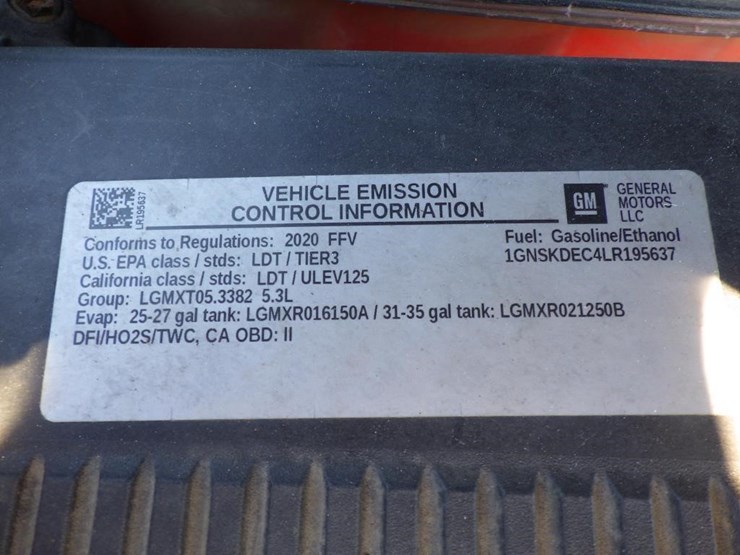 LR195637
VEHICLE EMISSION
CONTROL INFORMATION
GM
GENERAL
MOTORS
LLC
Conforms to Regulations: 2020 FFV
Fuel: Gasoline/Ethanol
U.S. EPA class / stds: LDT / TIER3
1GNSKDEC4LR195637
California class / stds: LDT / ULEV125
Group: LGMXT05.3382 5.3L
Evap: 25-27 gal tank: LGMXR016150A / 31-35 gal tank: LGMXR021250B
DFI/HO2S/TWC, CA OBD: II